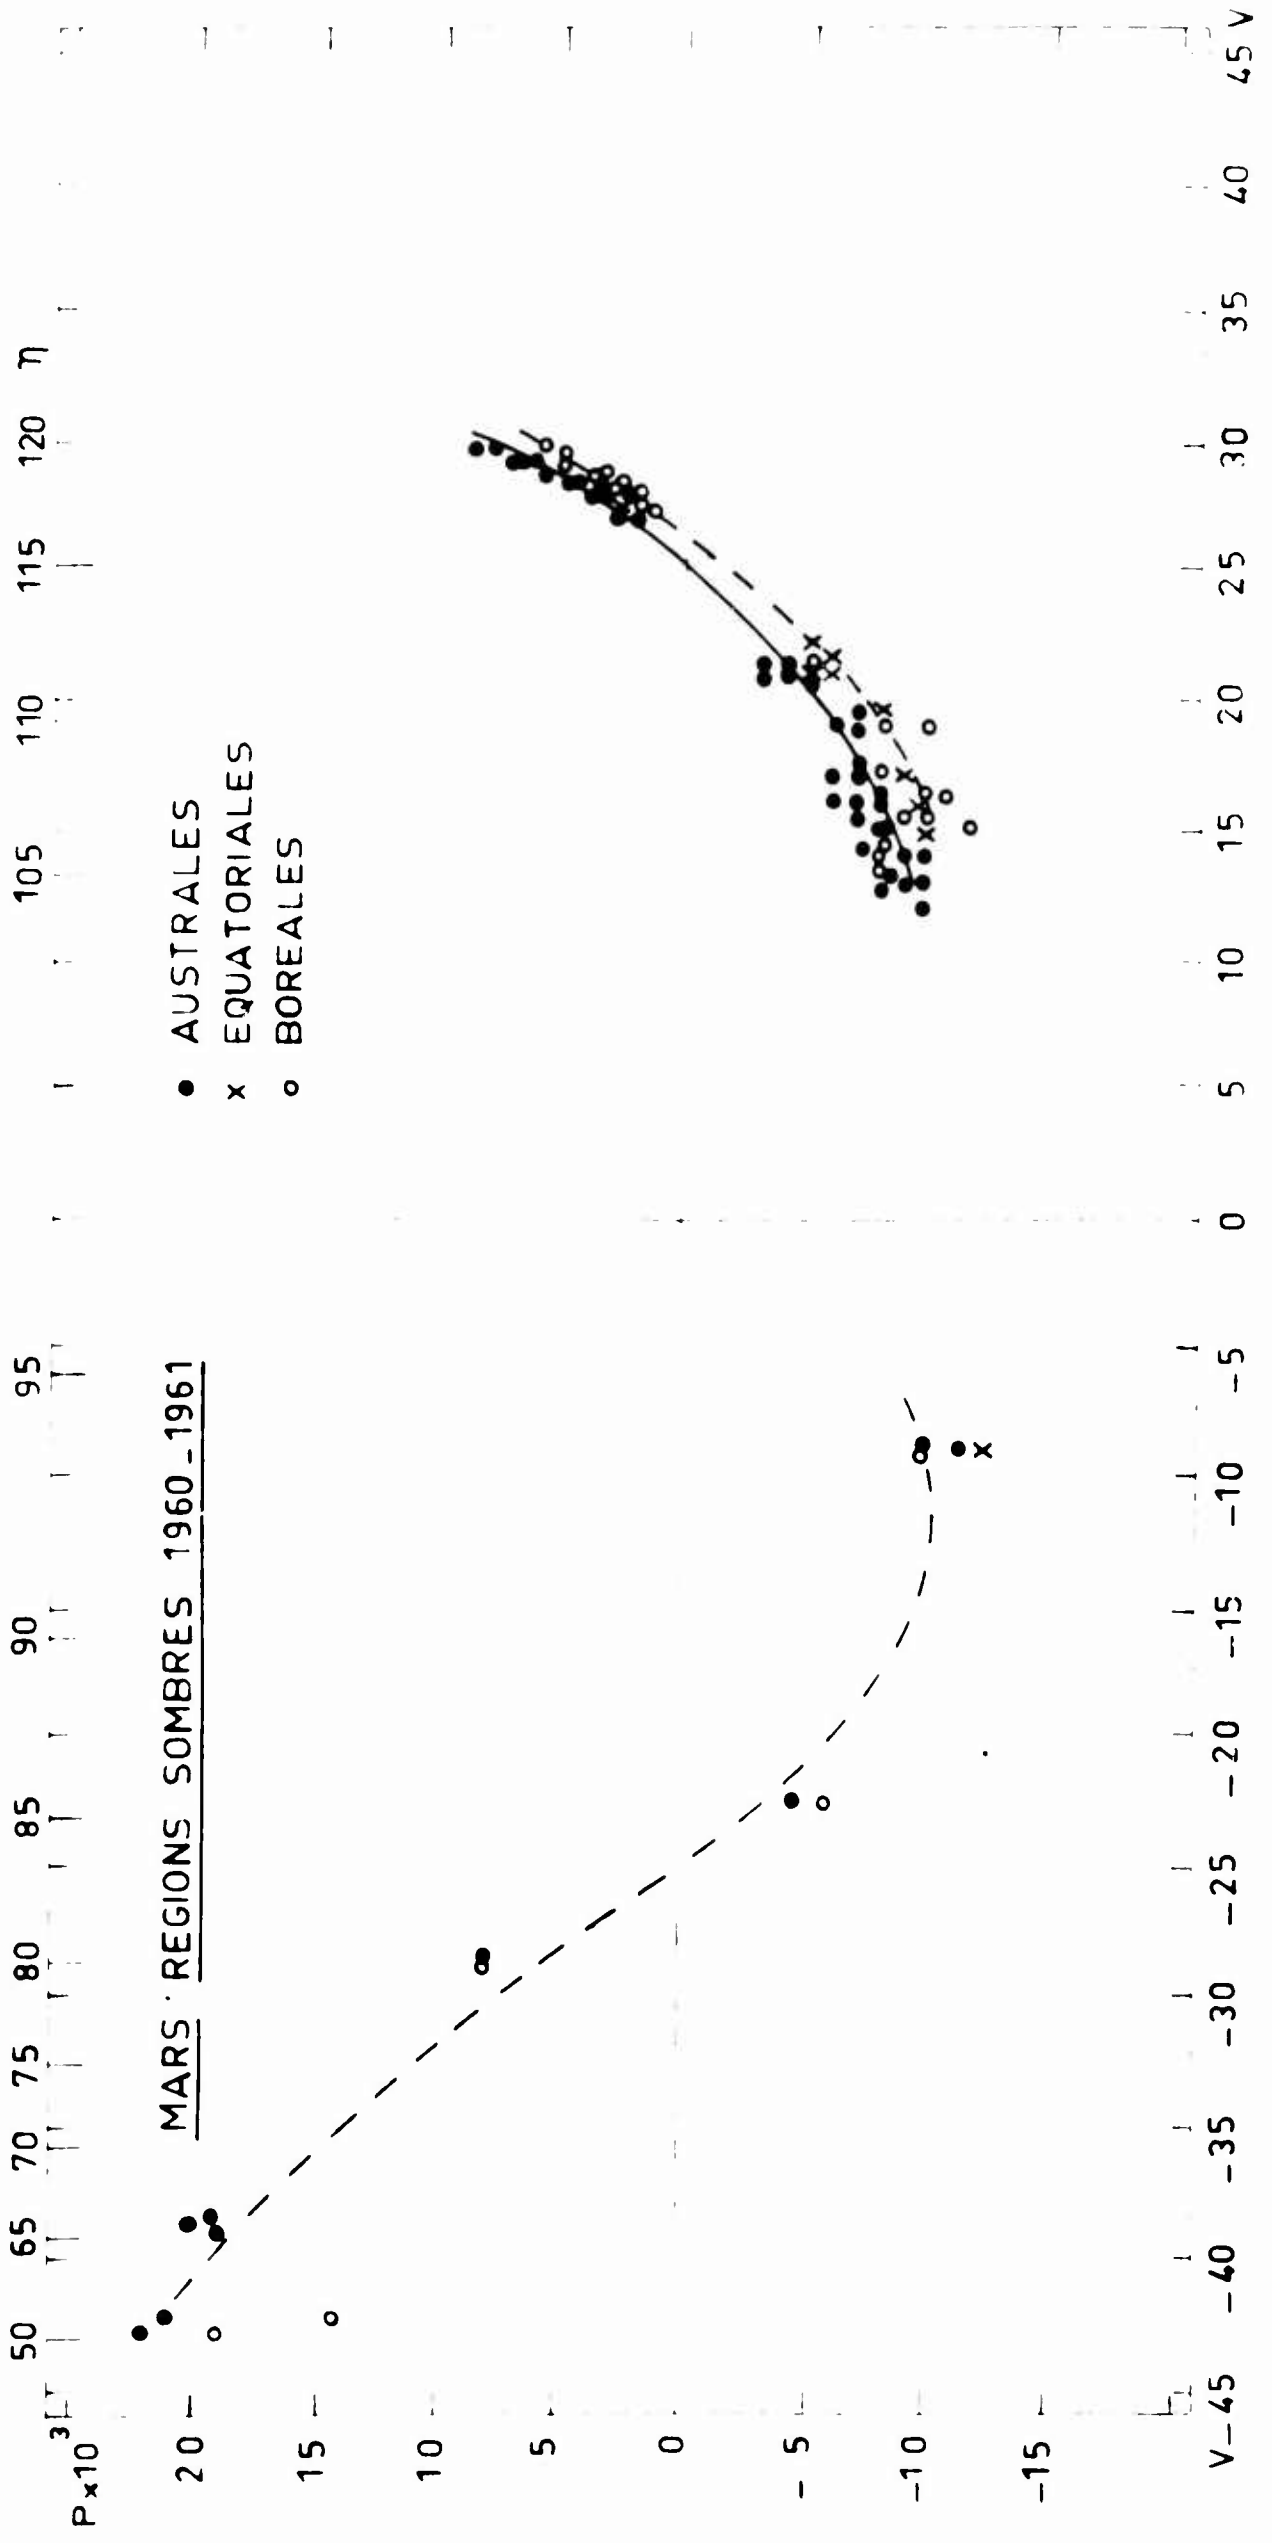 50 65 70 75 80 85 90 95 105 110 115 120 η
P×10³
MARS REGIONS SOMBRES 1960-1961
● AUSTRALES
x EQUATORIALES
o BOREALES
20
15
10
5
0
-5
-10
-15
V-45 -40 -35 -30 -25 -20 -15 -10 -5 0 5 10 15 20 25 30 35 40 45 V